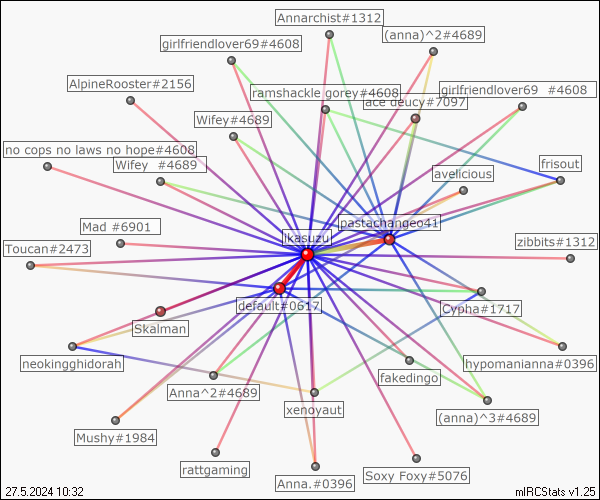 Annarchist#1312
(anna)^2#4689
girlfriendlover69#4608
AlpineRooster#2156
ramshackle gorey#4608
girlfriendlover69 #4608
ace deucy#7097
Wifey#4689
no cops no laws no hope#4608
Wifey #4689
frisout
avelicious
pastachangeo41
Mad #6901
ikasuzu
Toucan#2473
zibbits#1312
default#0617
Cypha#1717
Skalman
neokingghidorah
hypomanianna#0396
fakedingo
Anna^2#4689
xenoyaut
(anna)^3#4689
Mushy#1984
rattgaming
Anna.#0396
Soxy Foxy#5076
27.5.2024 10:32
mIRCStats v1.25